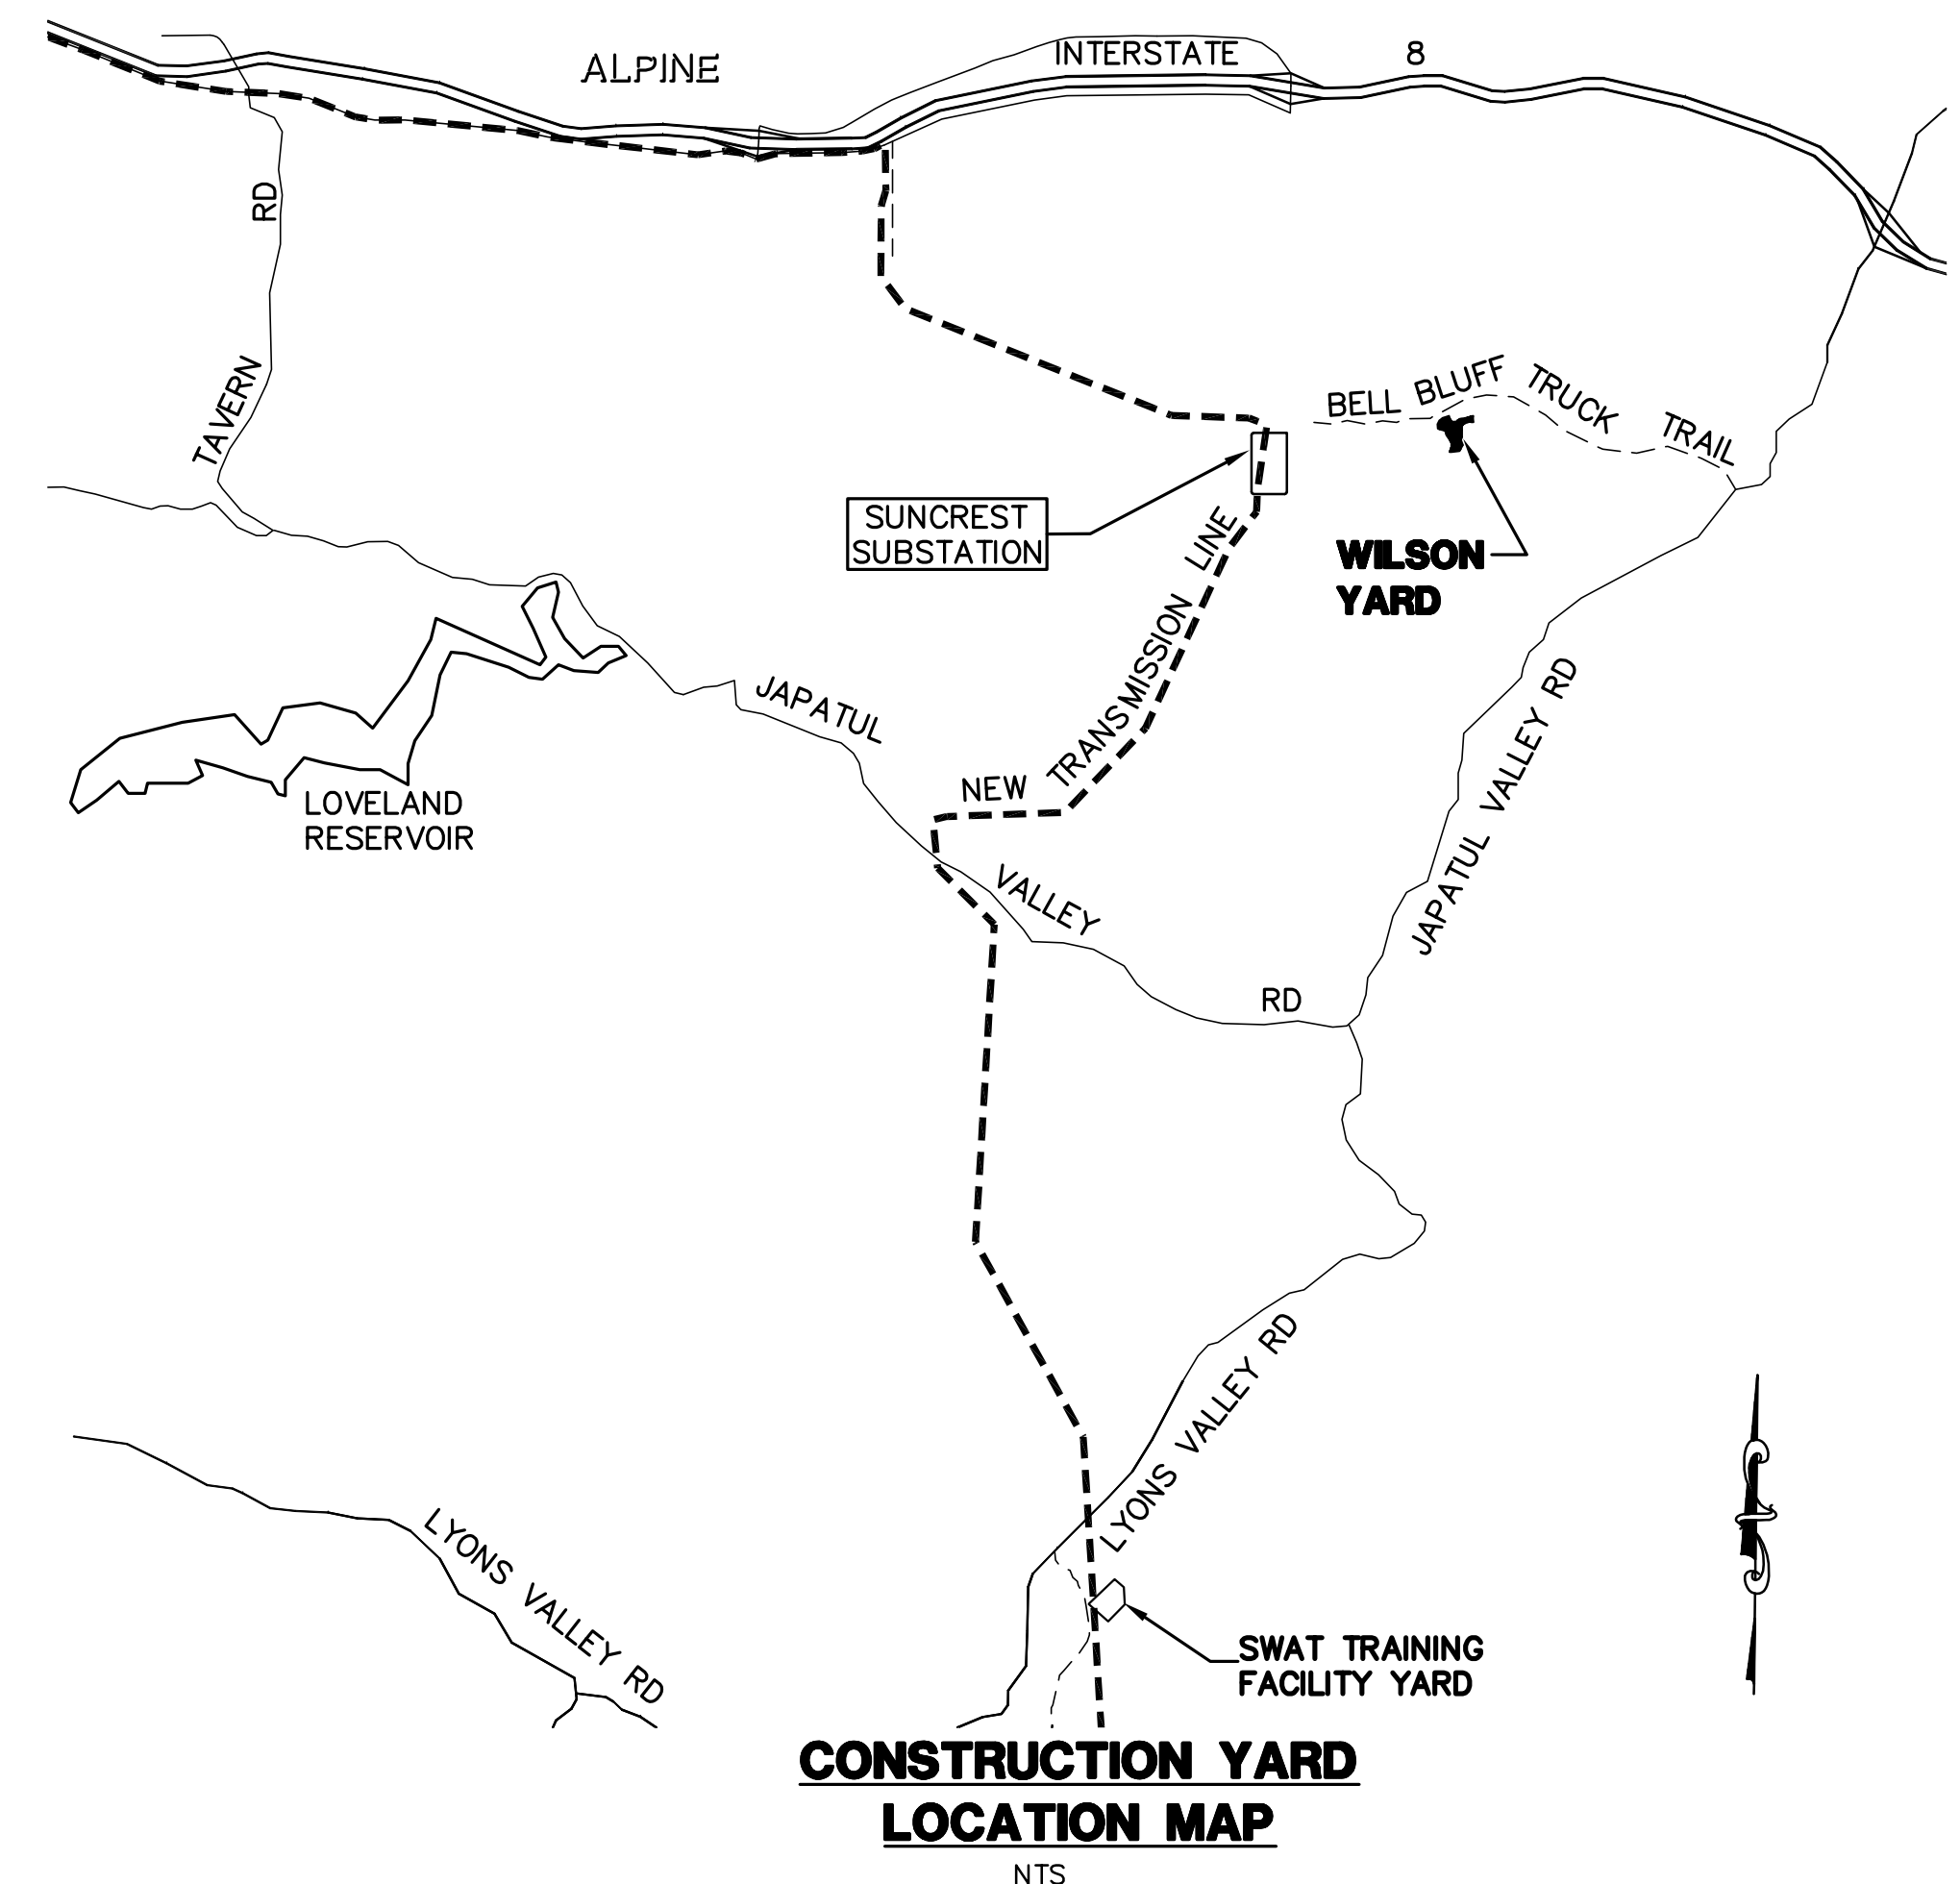 ALPINE
INTERSTATE 8
TAVERN RD
BELL BLUFF TRUCK TRAIL
SUNCREST
SUBSTATION
WILSON
YARD
NEW TRANSMISSION LINE
JAPATUL VALLEY RD
LOVELAND
RESERVOIR
JAPATUL VALLEY RD
LYONS VALLEY RD
LYONS VALLEY RD
SWAT TRAINING
FACILITY YARD
CONSTRUCTION YARD
LOCATION MAP
NTS